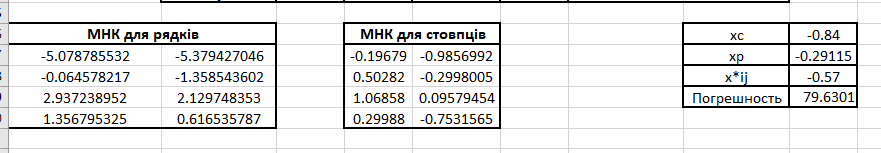 МНК для рядків МНК для стовпців xc -0.84
-5.078785532 -5.379427046 -0.19679 -0.9856992 xp -0.29115
-0.064578217 -1.358543602 0.50282 -0.2998005 x*ij -0.57
2.937238952 2.129748353 1.06858 0.09579454 Погрешность 79.6301
1.356795325 0.616535787 0.29988 -0.7531565